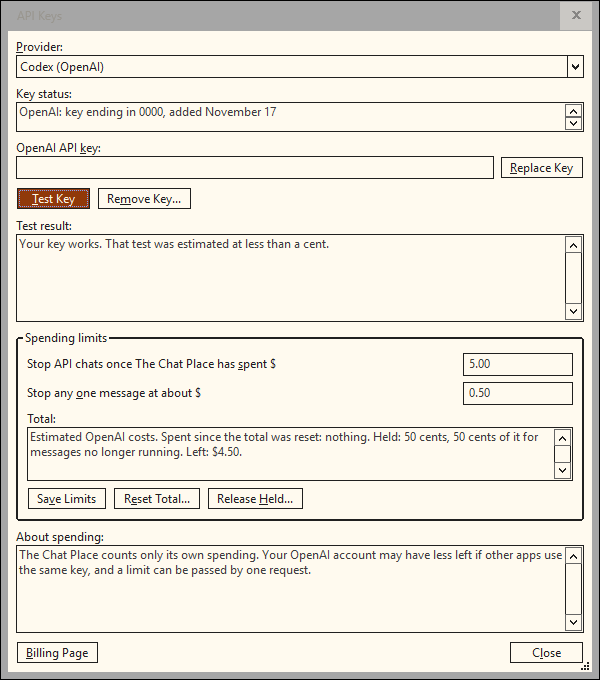 API Keys
Provider:
Codex (OpenAI)
Key status:
OpenAI: key ending in 0000, added November 17
OpenAI API key:
Replace Key
Test Key
Remove Key...
Test result:
Your key works. That test was estimated at less than a cent.
Spending limits
Stop API chats once The Chat Place has spent $
5.00
Stop any one message at about $
0.50
Total:
Estimated OpenAI costs. Spent since the total was reset: nothing. Held: 50 cents, 50 cents of it for
messages no longer running. Left: $4.50.
Save Limits
Reset Total...
Release Held...
About spending:
The Chat Place counts only its own spending. Your OpenAI account may have less left if other apps use
the same key, and a limit can be passed by one request.
Billing Page
Close